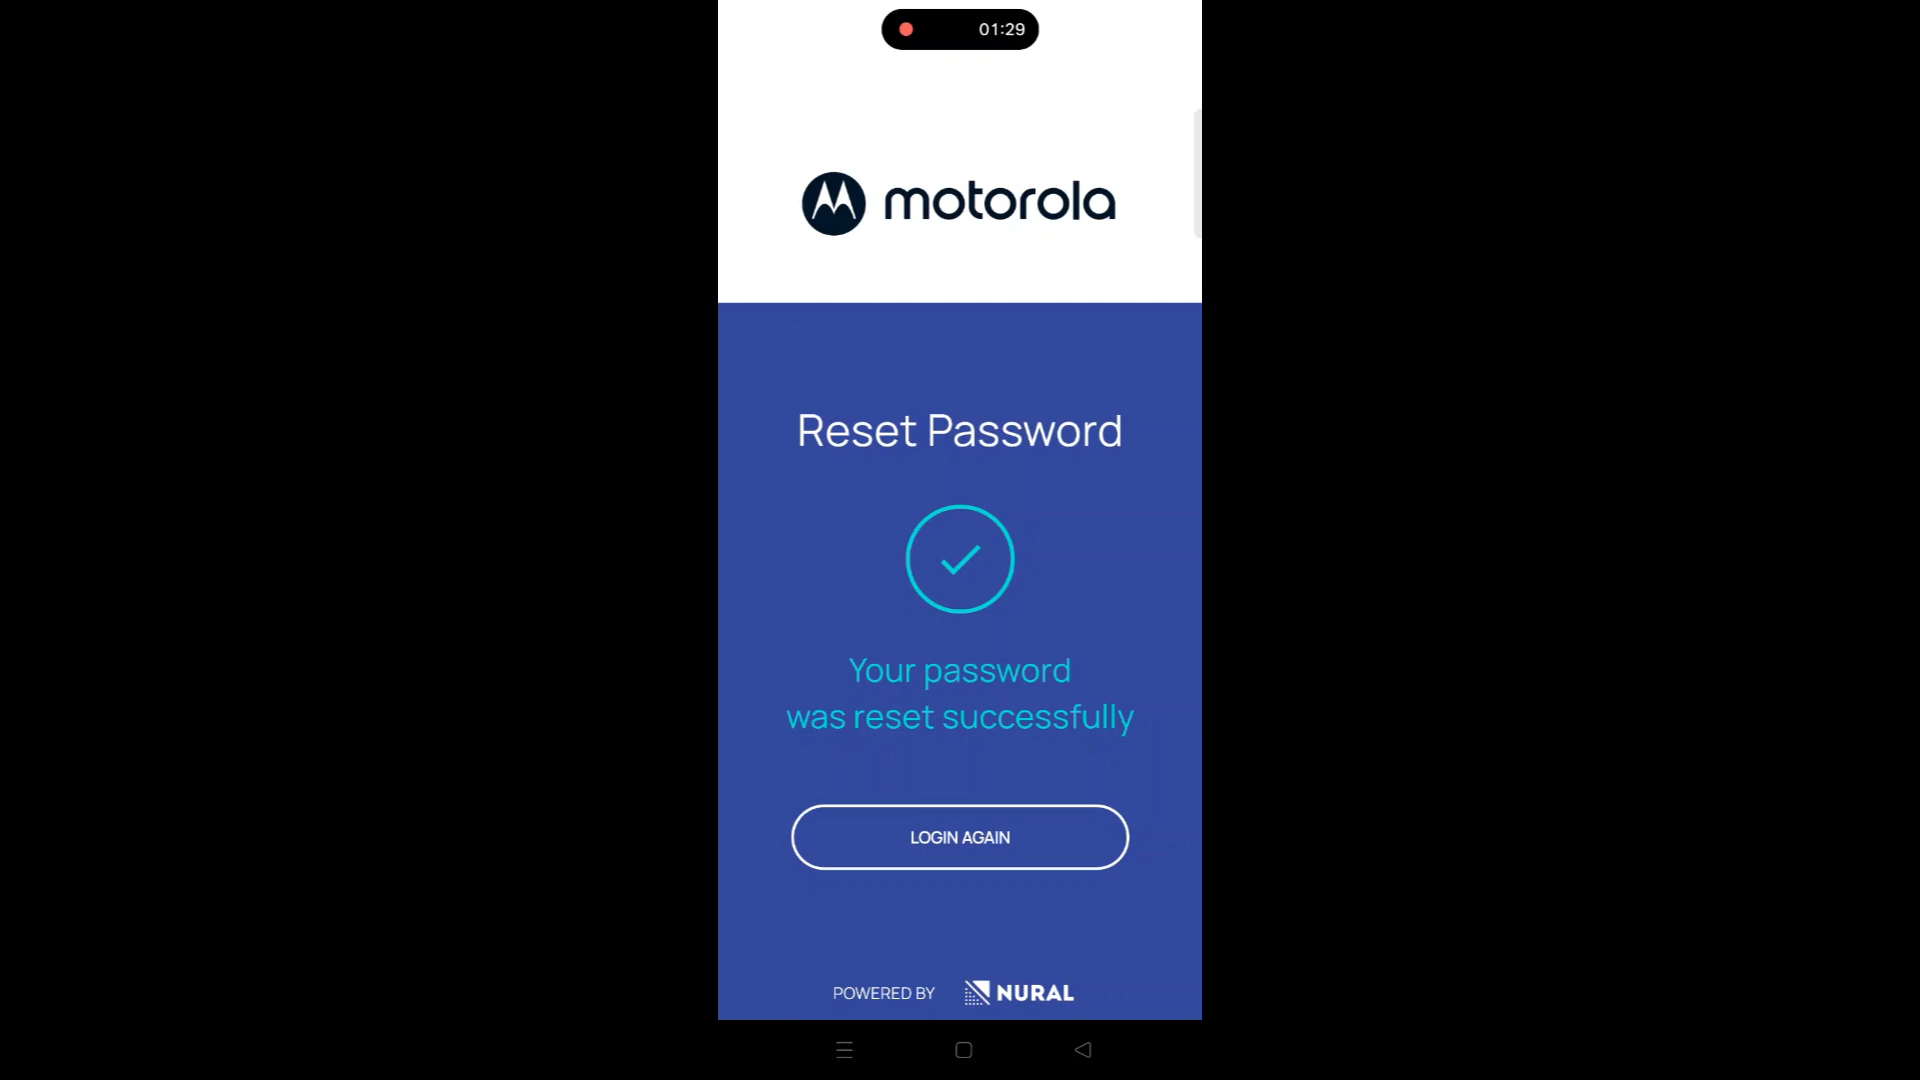 01:29
motorola
Reset Password
Your password
was reset successfully
LOGIN AGAIN
POWERED BY NURAL